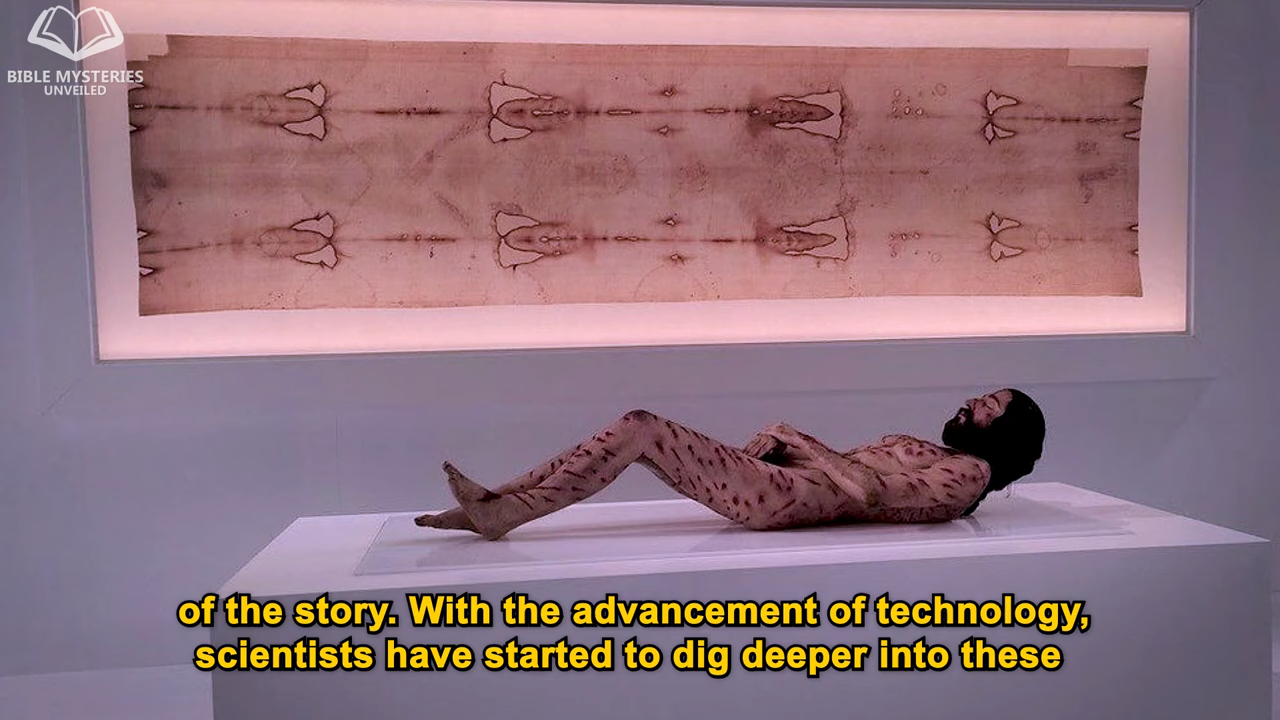 BIBLE MYSTERIES
UNVEILED
of the story. With the advancement of technology,
scientists have started to dig deeper into these